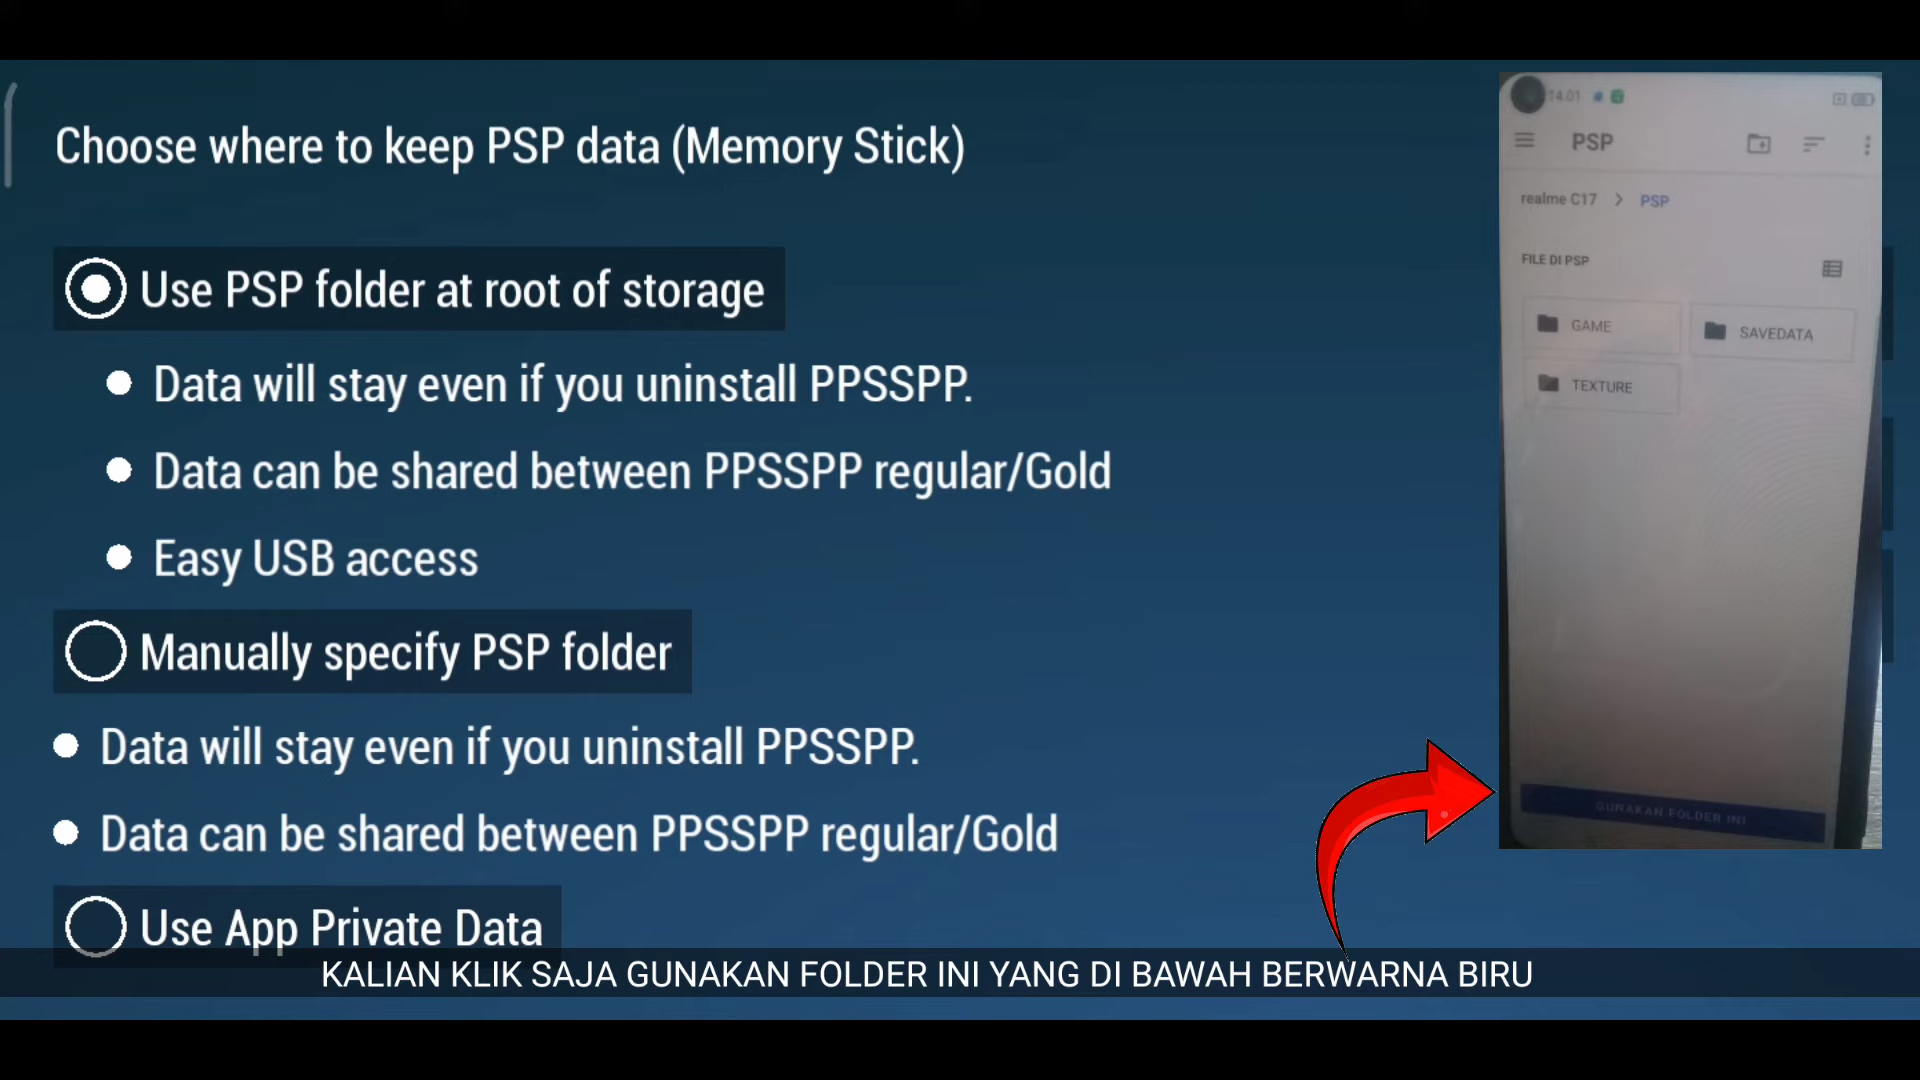 Choose where to keep PSP data (Memory Stick)
Use PSP folder at root of storage
Data will stay even if you uninstall PPSSPP.
Data can be shared between PPSSPP regular/Gold
Easy USB access
Manually specify PSP folder
Data will stay even if you uninstall PPSSPP.
Data can be shared between PPSSPP regular/Gold
Use App Private Data
14.01
PSP
realme C17 > PSP
FILE DI PSP
GAME
SAVEDATA
TEXTURE
GUNAKAN FOLDER INI
KALIAN KLIK SAJA GUNAKAN FOLDER INI YANG DI BAWAH BERWARNA BIRU